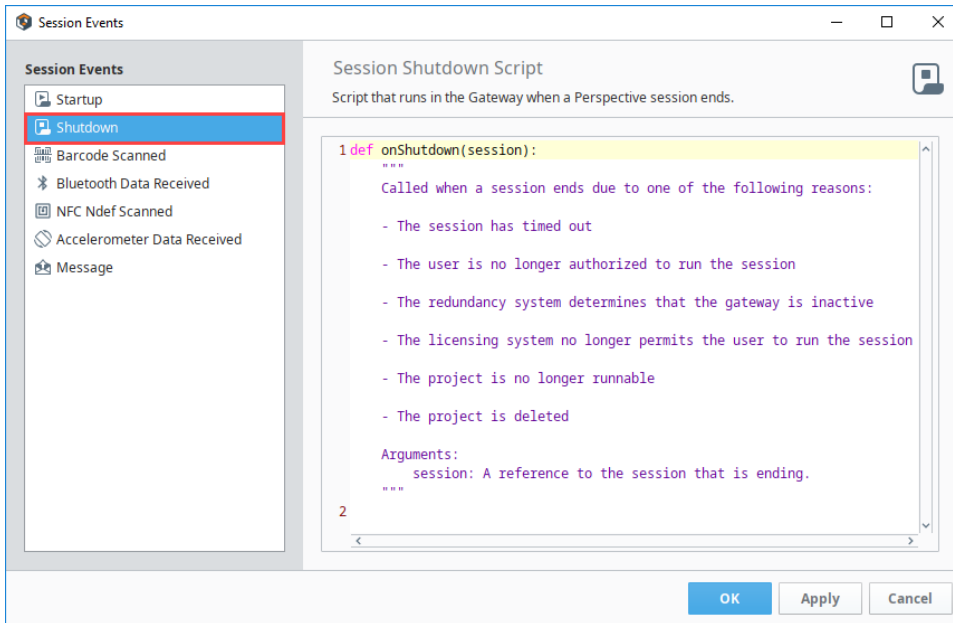 Session Events
Session Events
Startup
Shutdown
Barcode Scanned
Bluetooth Data Received
NFC Ndef Scanned
Accelerometer Data Received
Message
Session Shutdown Script
Script that runs in the Gateway when a Perspective session ends.
1 def onShutdown(session):
"""
Called when a session ends due to one of the following reasons:
- The session has timed out
- The user is no longer authorized to run the session
- The redundancy system determines that the gateway is inactive
- The licensing system no longer permits the user to run the session
- The project is no longer runnable
- The project is deleted
Arguments:
session: A reference to the session that is ending.
"""
2
OK Apply Cancel